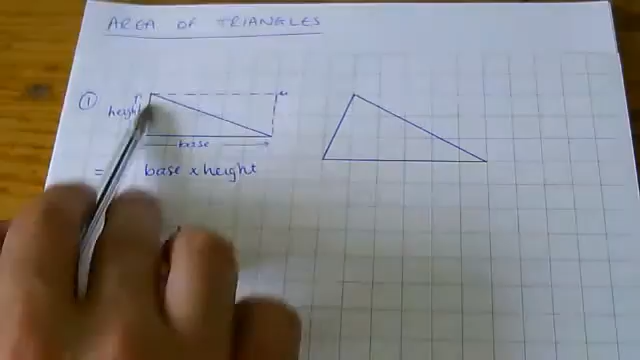 AREA OF TRIANGLES
①
height
base
= base x height